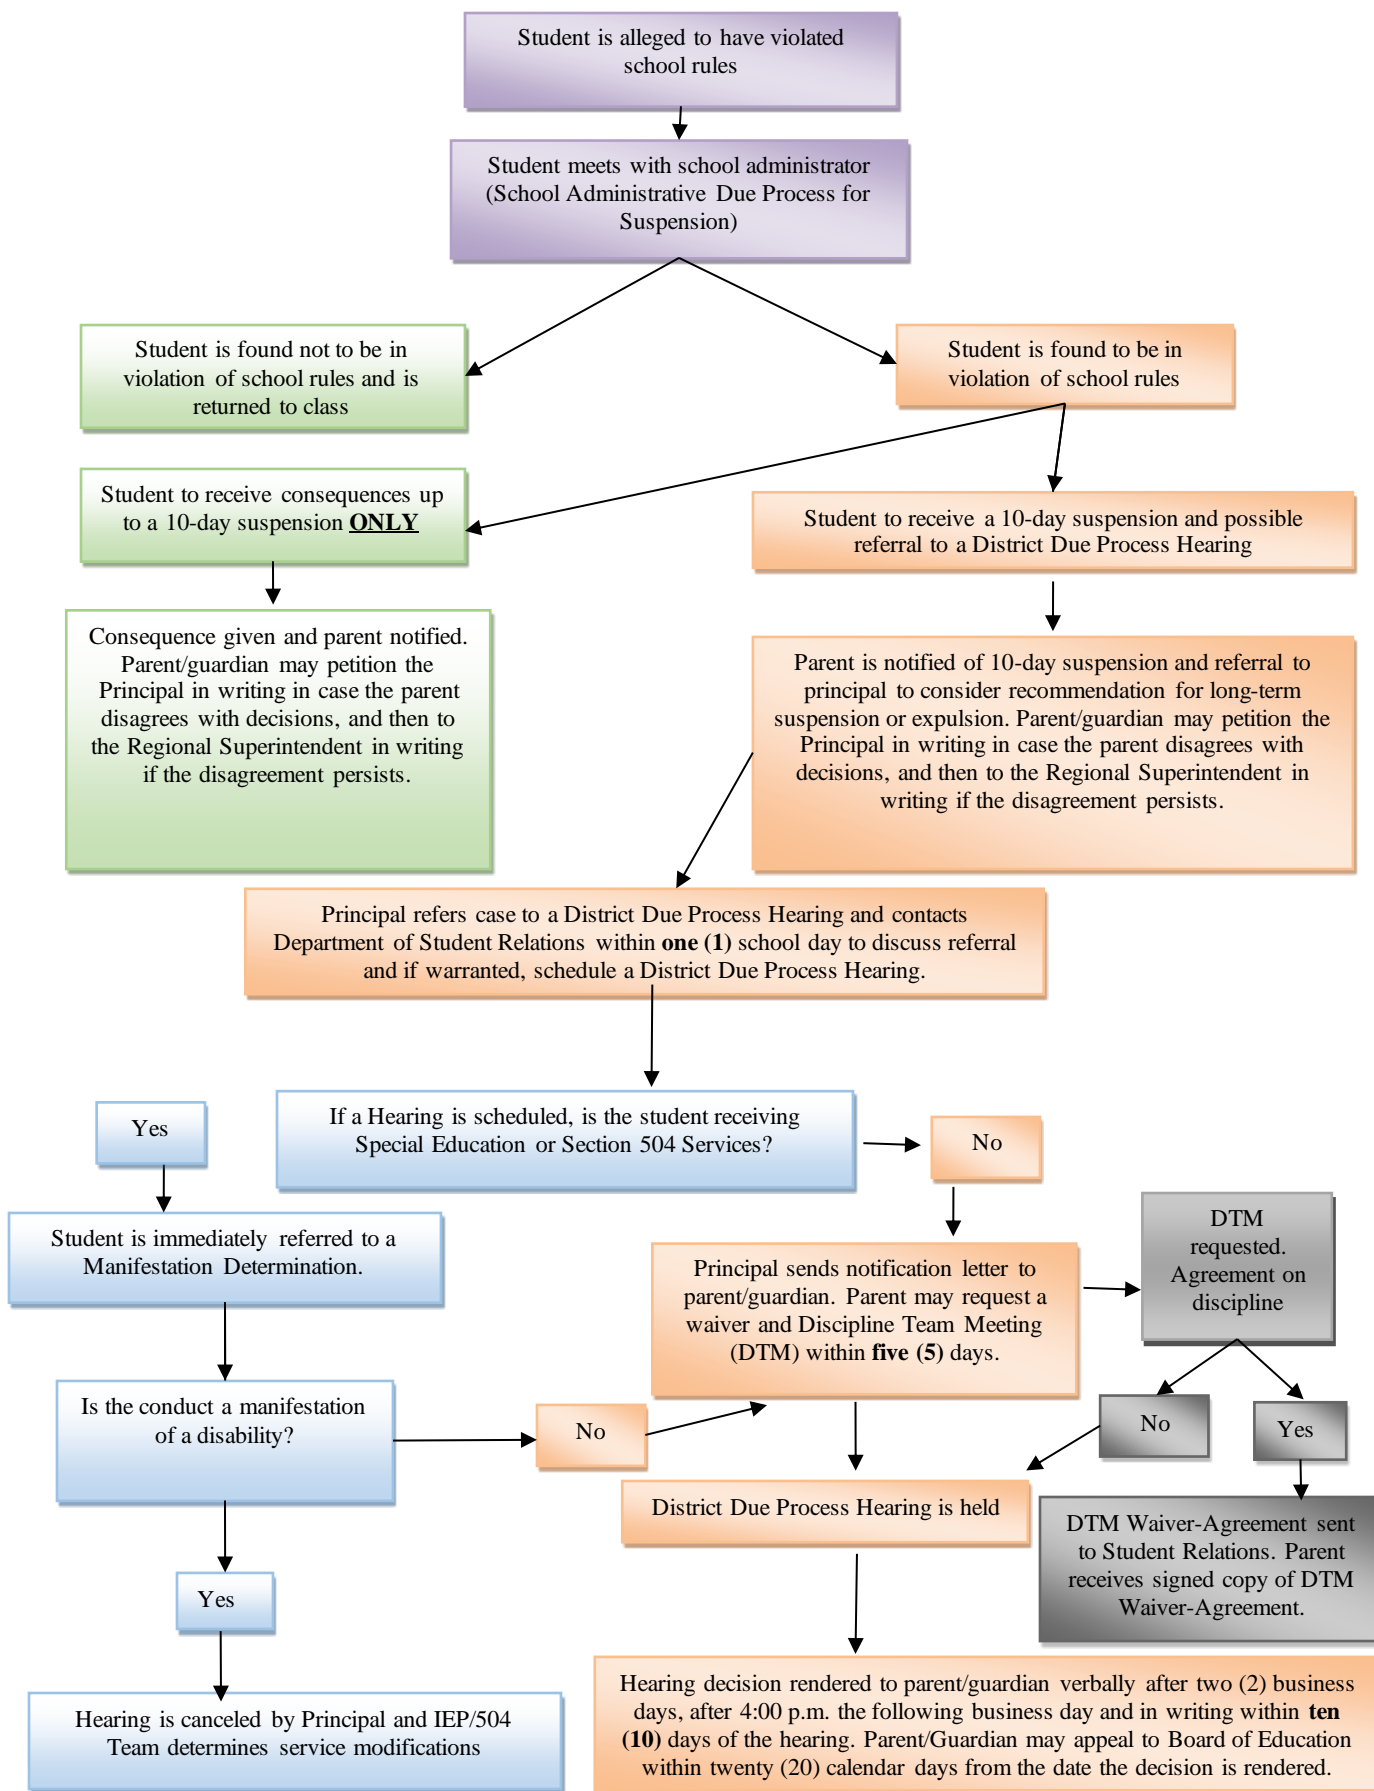 Student is alleged to have violated
school rules
Student meets with school administrator
(School Administrative Due Process for
Suspension)
Student is found not to be in
violation of school rules and is
returned to class
Student is found to be in
violation of school rules
Student to receive consequences up
to a 10-day suspension ONLY
Student to receive a 10-day suspension and possible
referral to a District Due Process Hearing
Consequence given and parent notified.
Parent/guardian may petition the
Principal in writing in case the parent
disagrees with decisions, and then to
the Regional Superintendent in writing
if the disagreement persists.
Parent is notified of 10-day suspension and referral to
principal to consider recommendation for long-term
suspension or expulsion. Parent/guardian may petition the
Principal in writing in case the parent disagrees with
decisions, and then to the Regional Superintendent in
writing if the disagreement persists.
Principal refers case to a District Due Process Hearing and contacts
Department of Student Relations within one (1) school day to discuss referral
and if warranted, schedule a District Due Process Hearing.
If a Hearing is scheduled, is the student receiving
Special Education or Section 504 Services?
Yes
No
Student is immediately referred to a
Manifestation Determination.
Principal sends notification letter to
parent/guardian. Parent may request a
waiver and Discipline Team Meeting
(DTM) within five (5) days.
DTM
requested.
Agreement on
discipline
Is the conduct a manifestation
of a disability?
No
No
Yes
District Due Process Hearing is held
DTM Waiver-Agreement sent
to Student Relations. Parent
receives signed copy of DTM
Waiver-Agreement.
Yes
Hearing is canceled by Principal and IEP/504
Team determines service modifications
Hearing decision rendered to parent/guardian verbally after two (2) business
days, after 4:00 p.m. the following business day and in writing within ten
(10) days of the hearing. Parent/Guardian may appeal to Board of Education
within twenty (20) calendar days from the date the decision is rendered.